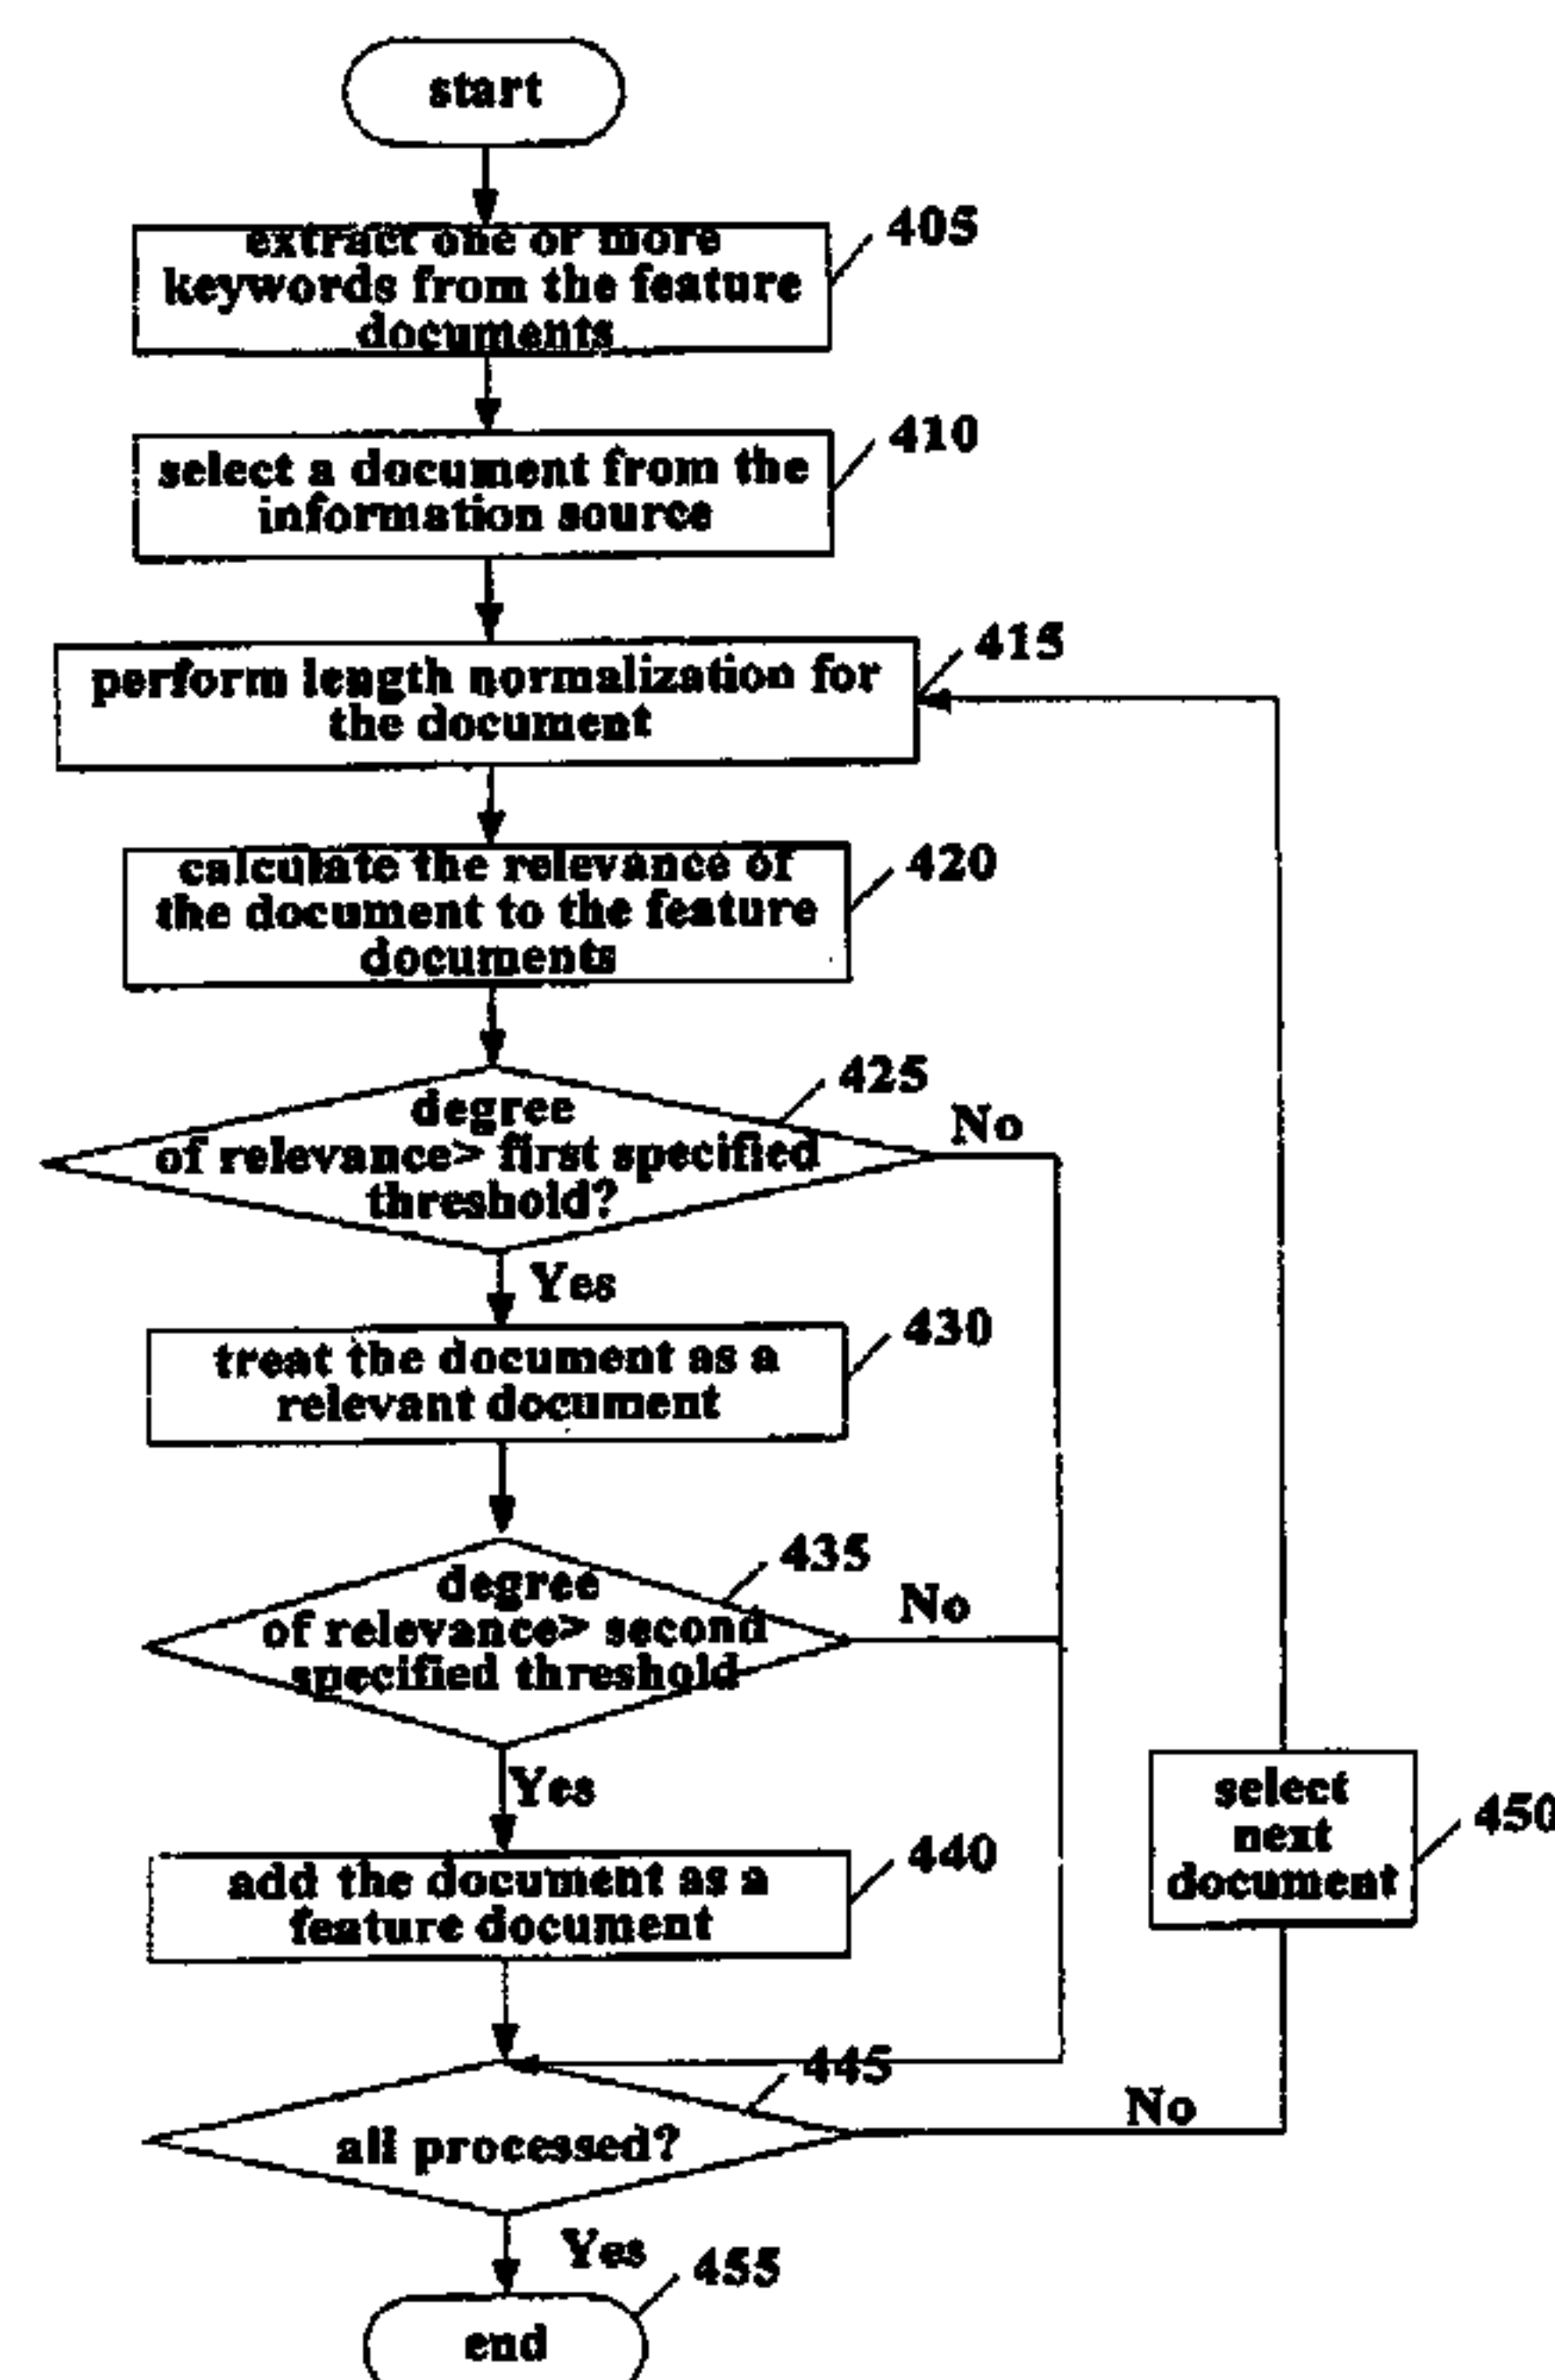 start
405
extract one or more
keywords from the feature
documents
410
select a document from the
information source
415
perform length normalization for
the document
420
calculate the relevance of
the document to the feature
documents
425
degree
of relevance> first specified
threshold?
No
Yes
430
treat the document as a
relevant document
435
degree
of relevance> second
specified threshold
No
Yes
select
next
document
450
440
add the document as a
feature document
445
all processed?
No
Yes
455
end